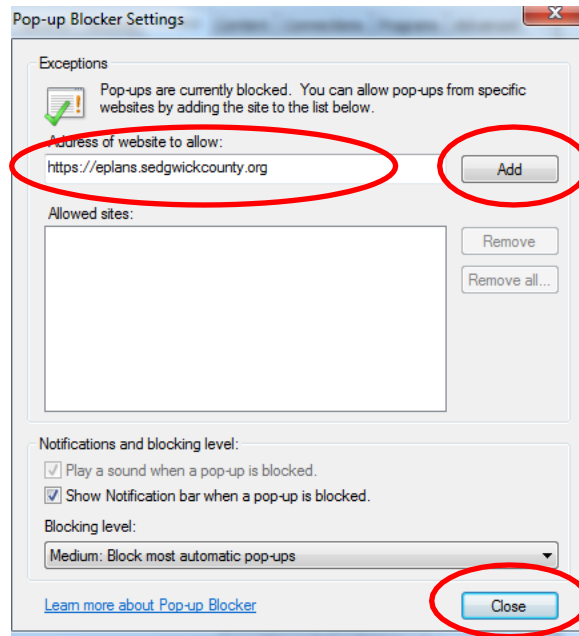 Pop-up Blocker Settings
Exceptions
Pop-ups are currently blocked. You can allow pop-ups from specific
websites by adding the site to the list below.
Address of website to allow:
https://eplans.sedgwickcounty.org
Add
Allowed sites:
Remove
Remove all...
Notifications and blocking level:
Play a sound when a pop-up is blocked.
Show Notification bar when a pop-up is blocked.
Blocking level:
Medium: Block most automatic pop-ups
Learn more about Pop-up Blocker
Close